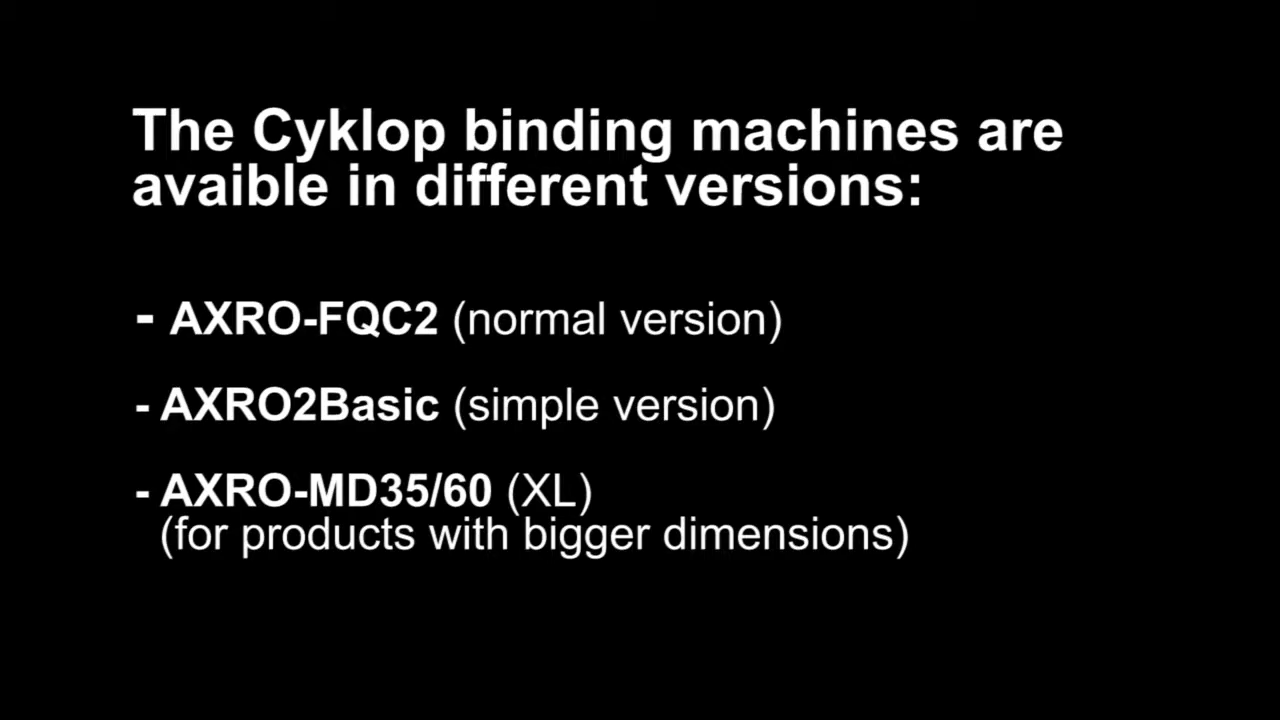 The Cyklop binding machines are
avaible in different versions:
- AXRO-FQC2 (normal version)
- AXRO2Basic (simple version)
- AXRO-MD35/60 (XL)
(for products with bigger dimensions)